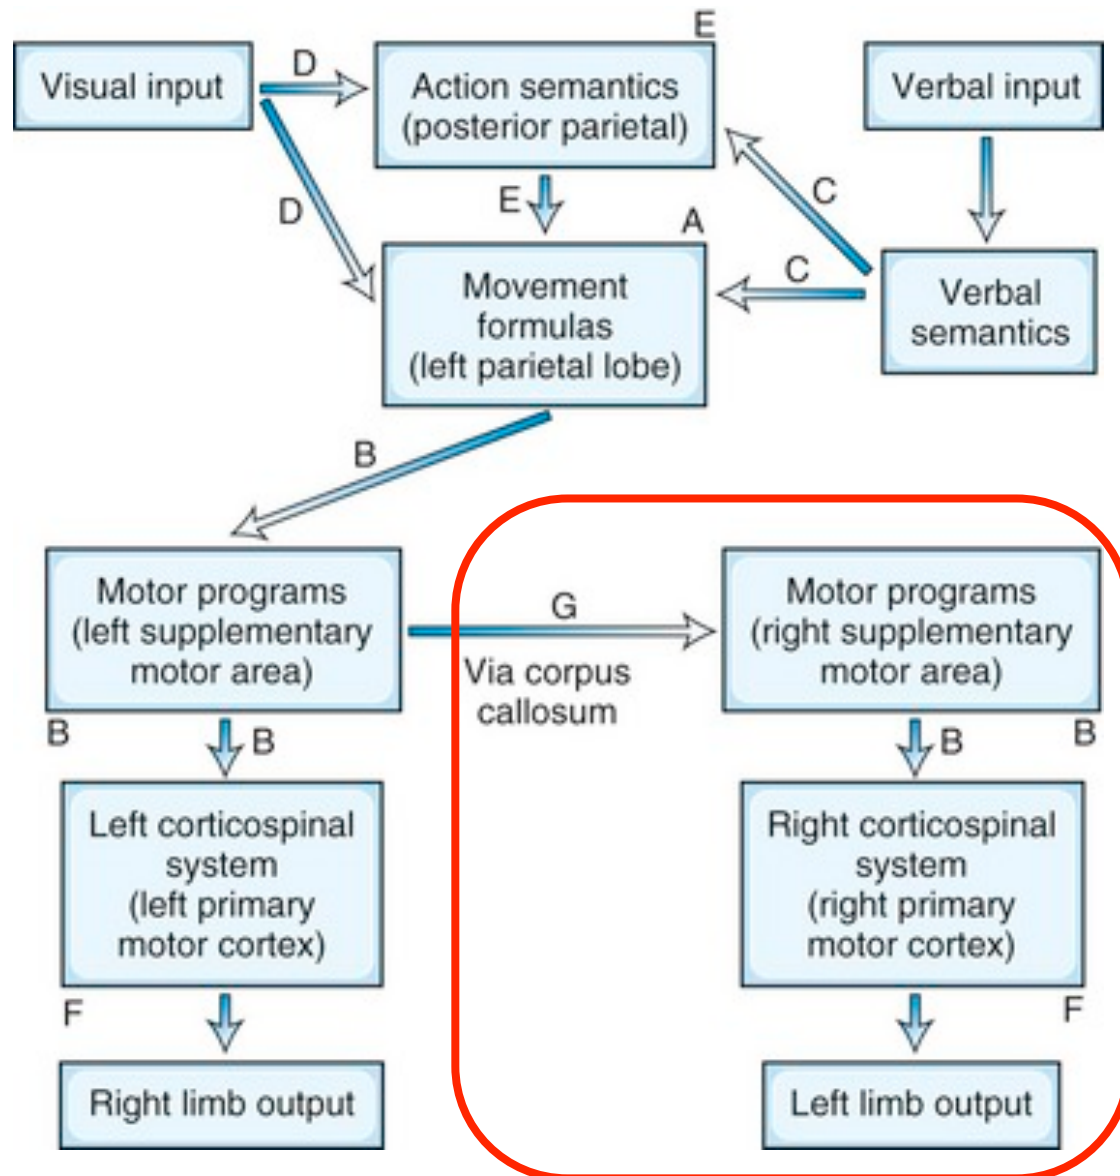 E
Visual input
D
Action semantics
(posterior parietal)
Verbal input
D
E
C
A
Movement
formulas
(left parietal lobe)
C
Verbal
semantics
B
Motor programs
(left supplementary
motor area)
G
Via corpus
callosum
Motor programs
(right supplementary
motor area)
B
B
B
B
Left corticospinal
system
(left primary
motor cortex)
Right corticospinal
system
(right primary
motor cortex)
F
F
Right limb output
Left limb output